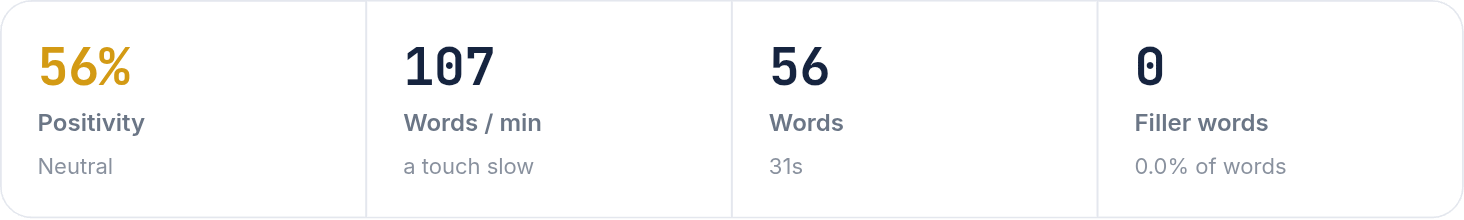 56%
Positivity
Neutral
107
Words / min
a touch slow
56
Words
31s
0
Filler words
0.0% of words